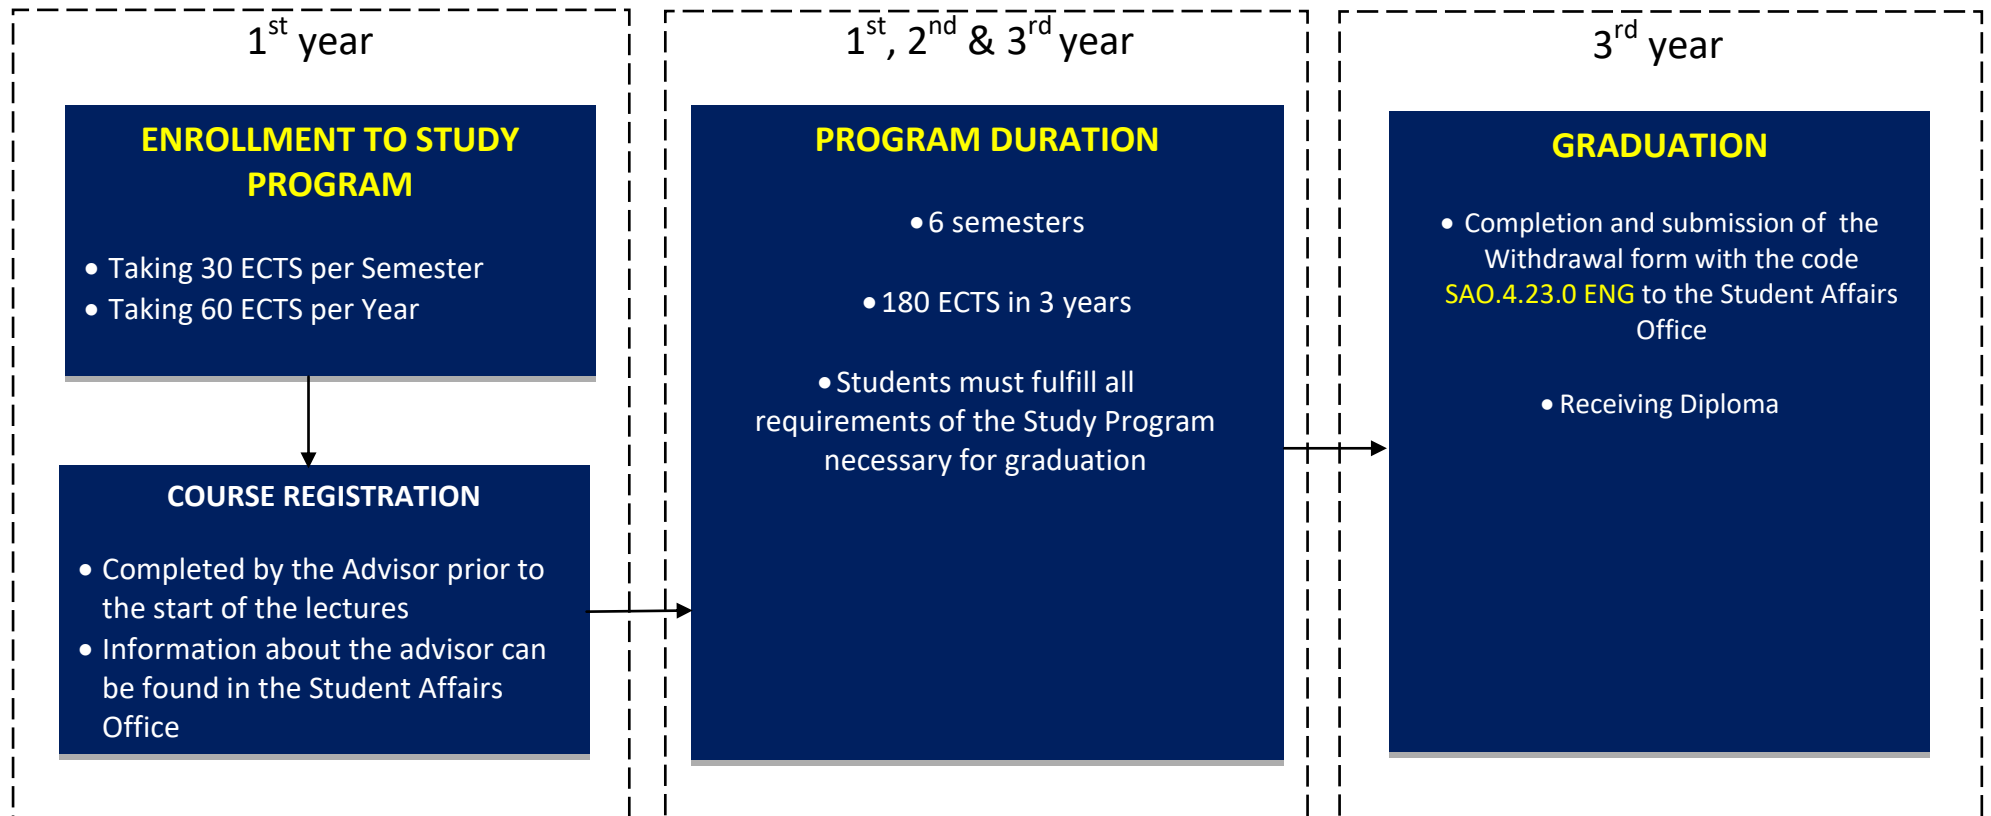 1st year
ENROLLMENT TO STUDY
PROGRAM
• Taking 30 ECTS per Semester
• Taking 60 ECTS per Year
COURSE REGISTRATION
• Completed by the Advisor prior to
the start of the lectures
• Information about the advisor can
be found in the Student Affairs
Office
1st, 2nd & 3rd year
PROGRAM DURATION
• 6 semesters
• 180 ECTS in 3 years
• Students must fulfill all
requirements of the Study Program
necessary for graduation
3rd year
GRADUATION
• Completion and submission of the
Withdrawal form with the code
SAO.4.23.0 ENG to the Student Affairs
Office
• Receiving Diploma